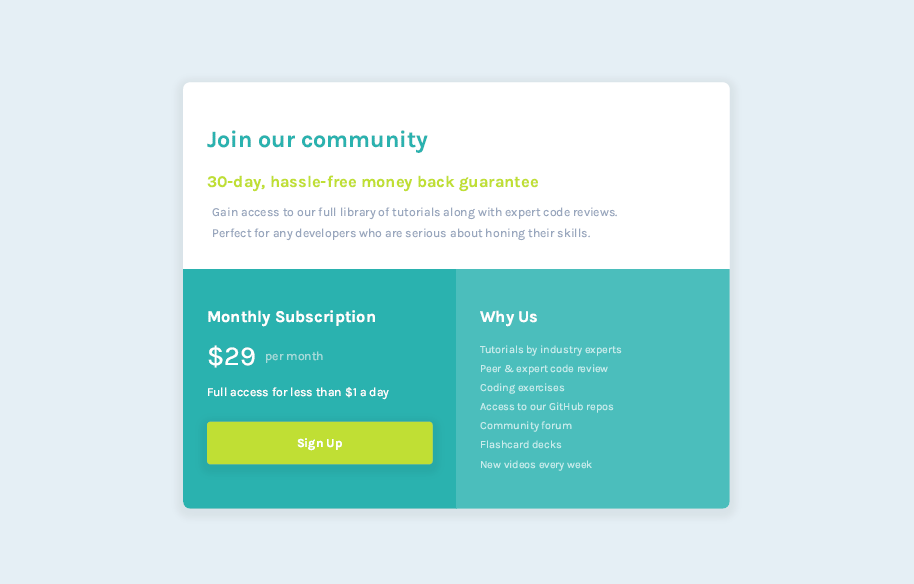 Join our community
30-day, hassle-free money back guarantee
Gain access to our full library of tutorials along with expert code reviews.
Perfect for any developers who are serious about honing their skills.
Monthly Subscription
$29 per month
Full access for less than $1 a day
Sign Up
Why Us
Tutorials by industry experts
Peer & expert code review
Coding exercises
Access to our GitHub repos
Community forum
Flashcard decks
New videos every week